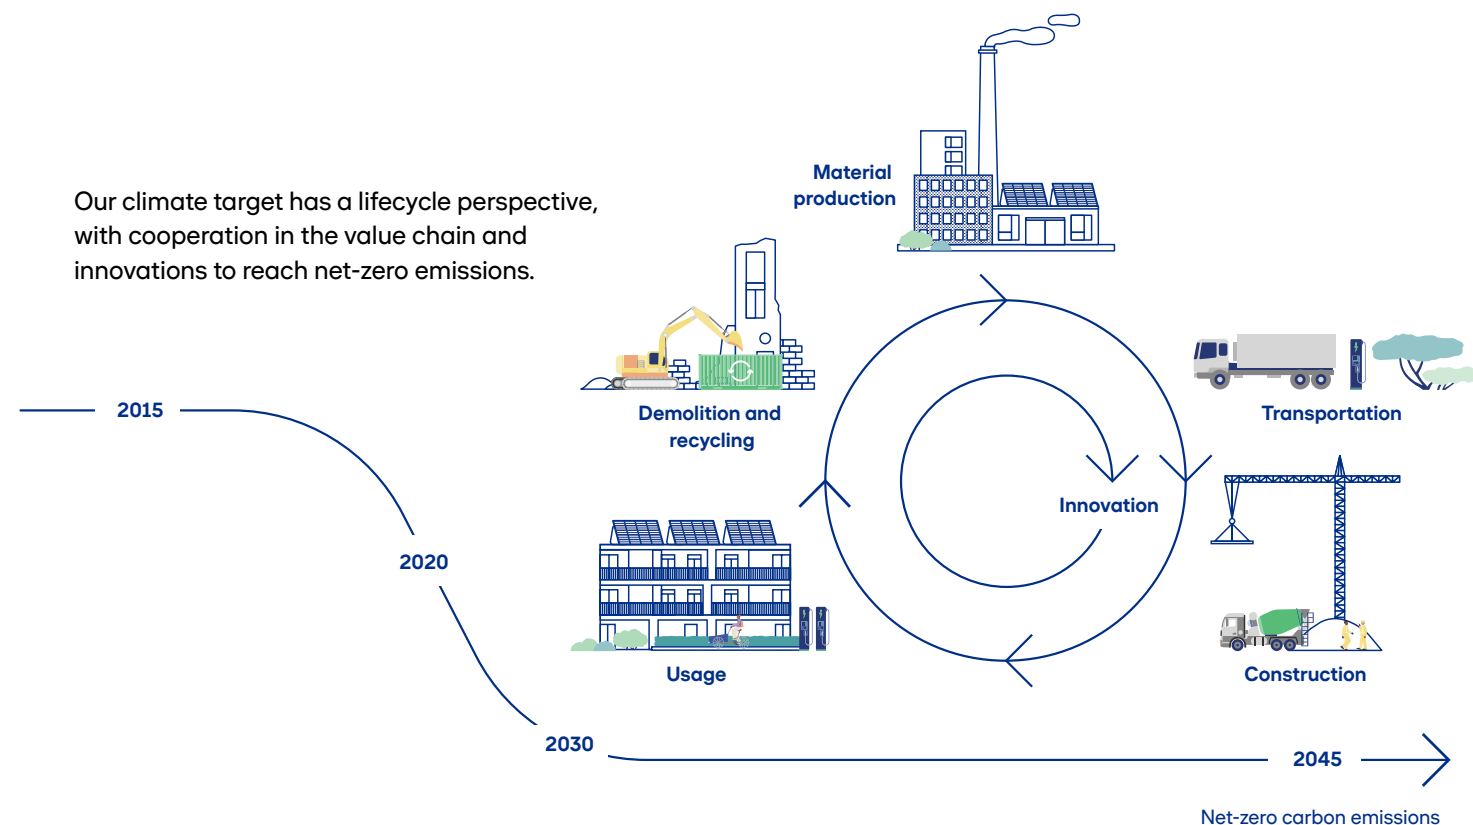 Our climate target has a lifecycle perspective,
with cooperation in the value chain and
innovations to reach net-zero emissions.
Material
production
Demolition and
recycling
Transportation
Innovation
Usage
Construction
2015
2020
2030
2045
Net-zero carbon emissions